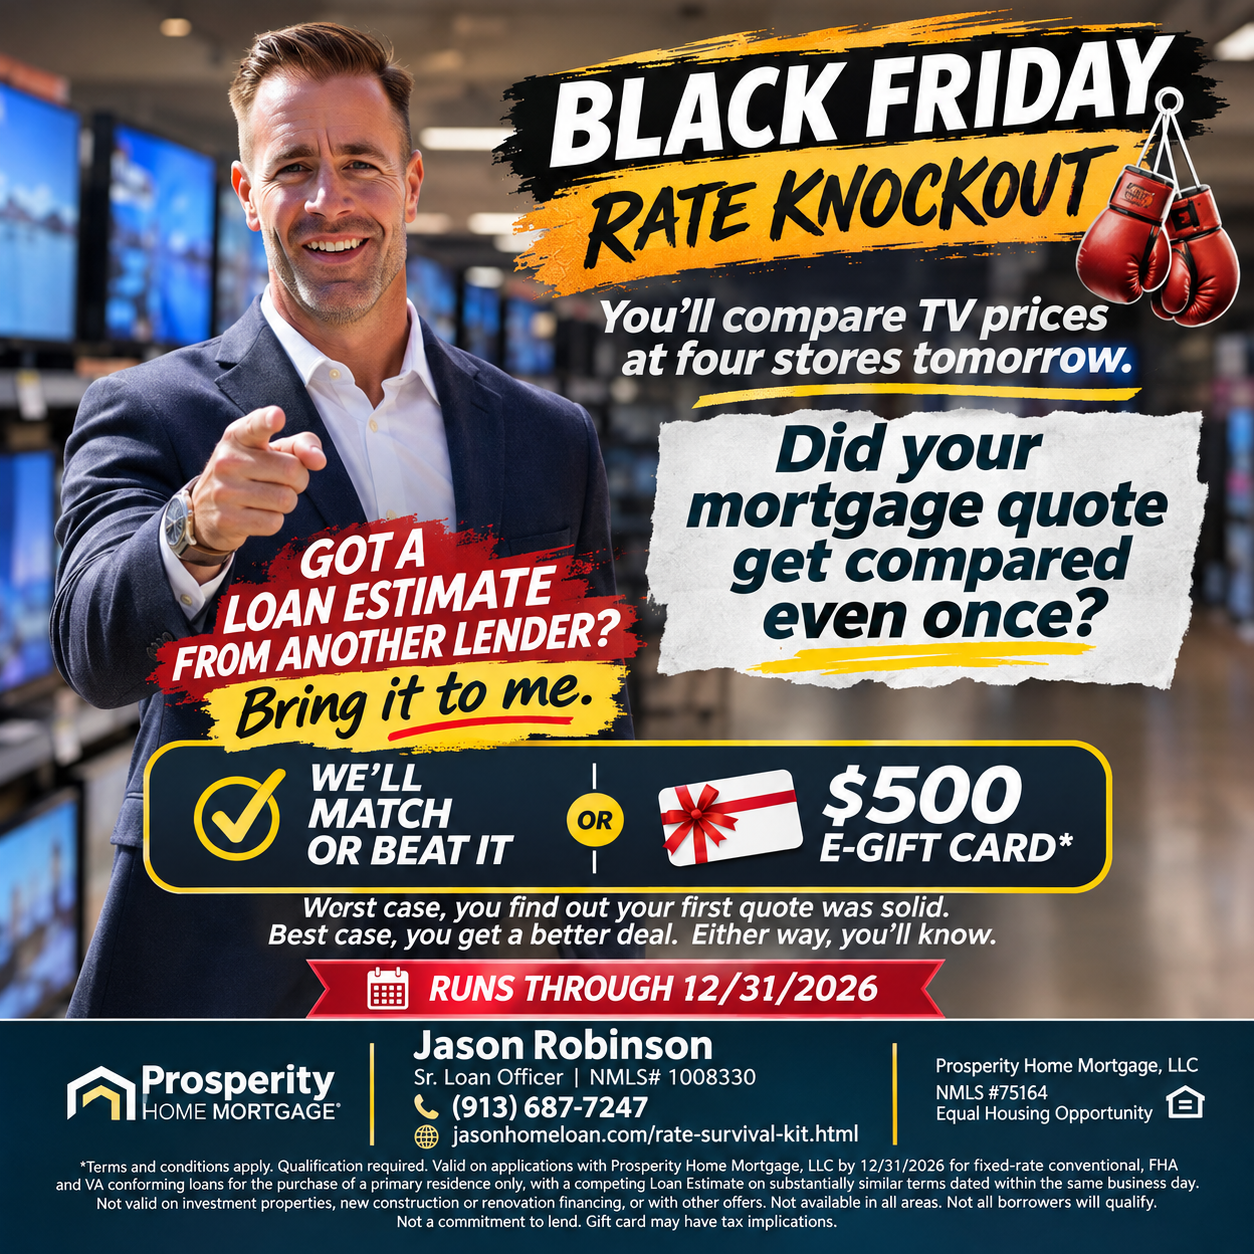 BLACK FRIDAY
RATE KNOCKOUT
You'll compare TV prices
at four stores tomorrow.
Did your
mortgage quote
get compared
even once?
GOT A
LOAN ESTIMATE
FROM ANOTHER LENDER?
Bring it to me.
WE'LL
MATCH
OR BEAT IT
OR
$500
E-GIFT CARD*
Worst case, you find out your first quote was solid.
Best case, you get a better deal. Either way, you'll know.
RUNS THROUGH 12/31/2026
Prosperity
HOME MORTGAGE®
Jason Robinson
Sr. Loan Officer | NMLS# 1008330
(913) 687-7247
jasonhomeloan.com/rate-survival-kit.html
Prosperity Home Mortgage, LLC
NMLS #75164
Equal Housing Opportunity
*Terms and conditions apply. Qualification required. Valid on applications with Prosperity Home Mortgage, LLC by 12/31/2026 for fixed-rate conventional, FHA
and VA conforming loans for the purchase of a primary residence only, with a competing Loan Estimate on substantially similar terms dated within the same business day.
Not valid on investment properties, new construction or renovation financing, or with other offers. Not available in all areas. Not all borrowers will qualify.
Not a commitment to lend. Gift card may have tax implications.